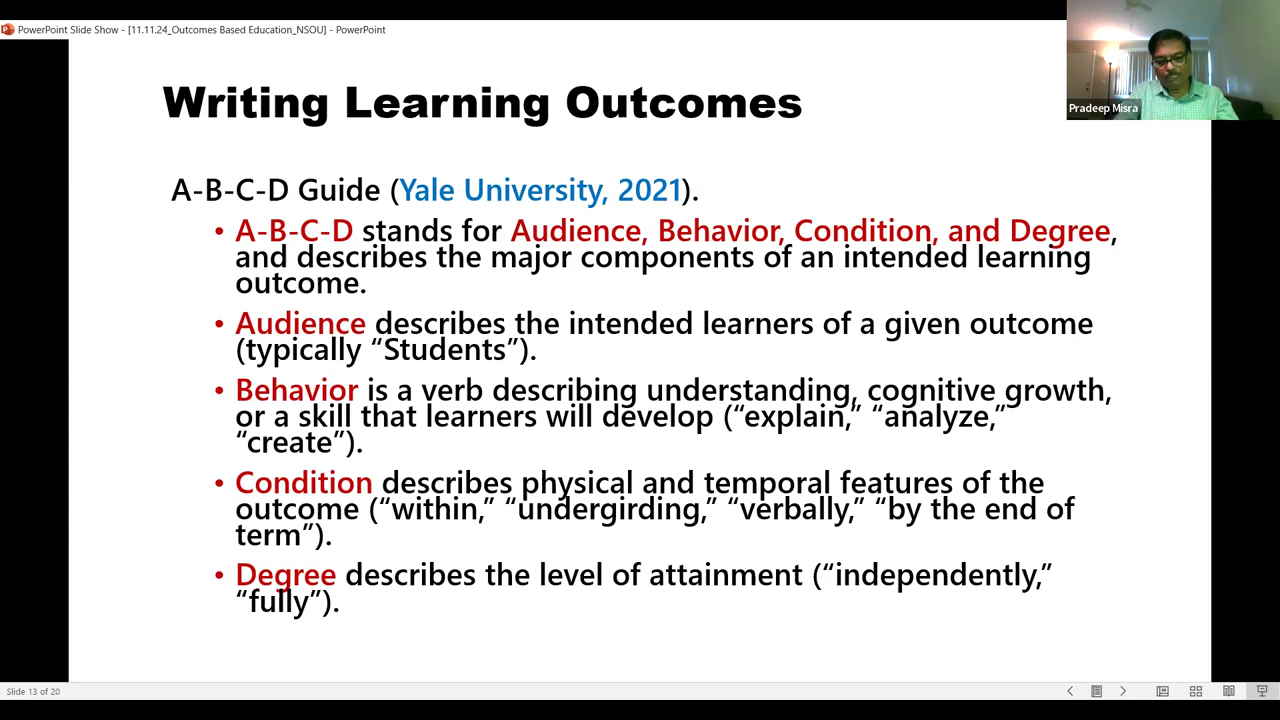 PowerPoint Slide Show - [11.11.24_Outcomes Based Education_NSOU] - PowerPoint
Pradeep Misra
Writing Learning Outcomes
A-B-C-D Guide (Yale University, 2021).
• A-B-C-D stands for Audience, Behavior, Condition, and Degree,
and describes the major components of an intended learning
outcome.
• Audience describes the intended learners of a given outcome
(typically “Students”).
• Behavior is a verb describing understanding, cognitive growth,
or a skill that learners will develop (“explain,” “analyze,”
“create”).
• Condition describes physical and temporal features of the
outcome (“within,” “undergirding,” “verbally,” “by the end of
term”).
• Degree describes the level of attainment (“independently,”
“fully”).
Slide 13 of 20